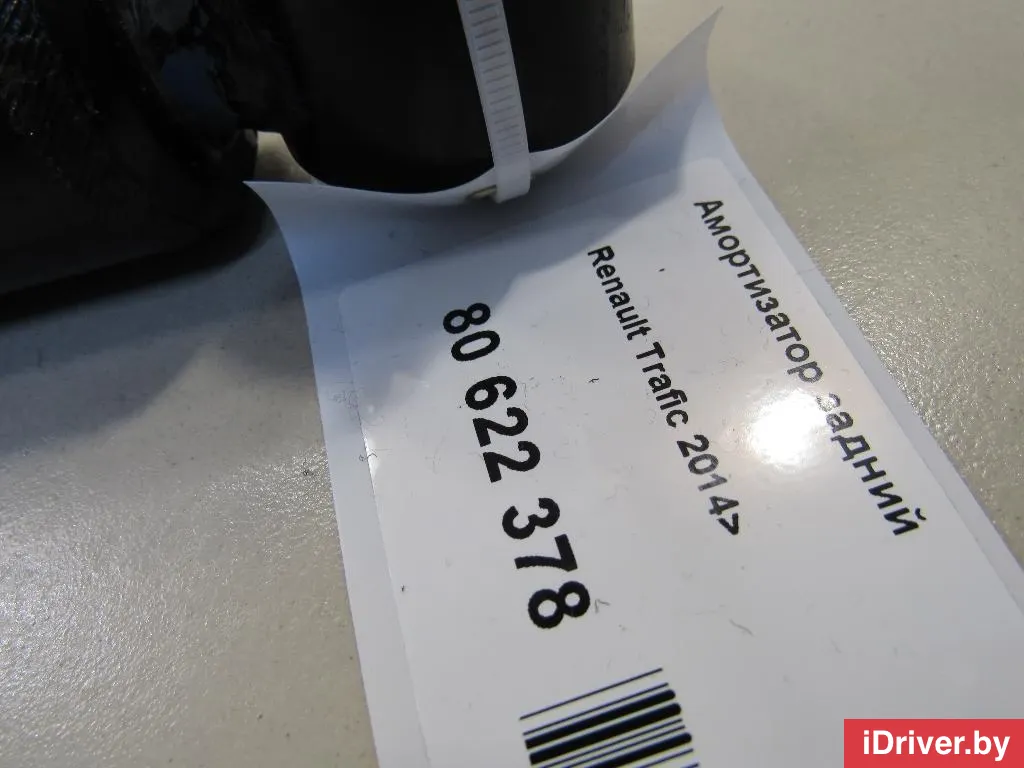 Амортизатор задний
Renault Trafic 2014>
80 622 378
iDriver.by